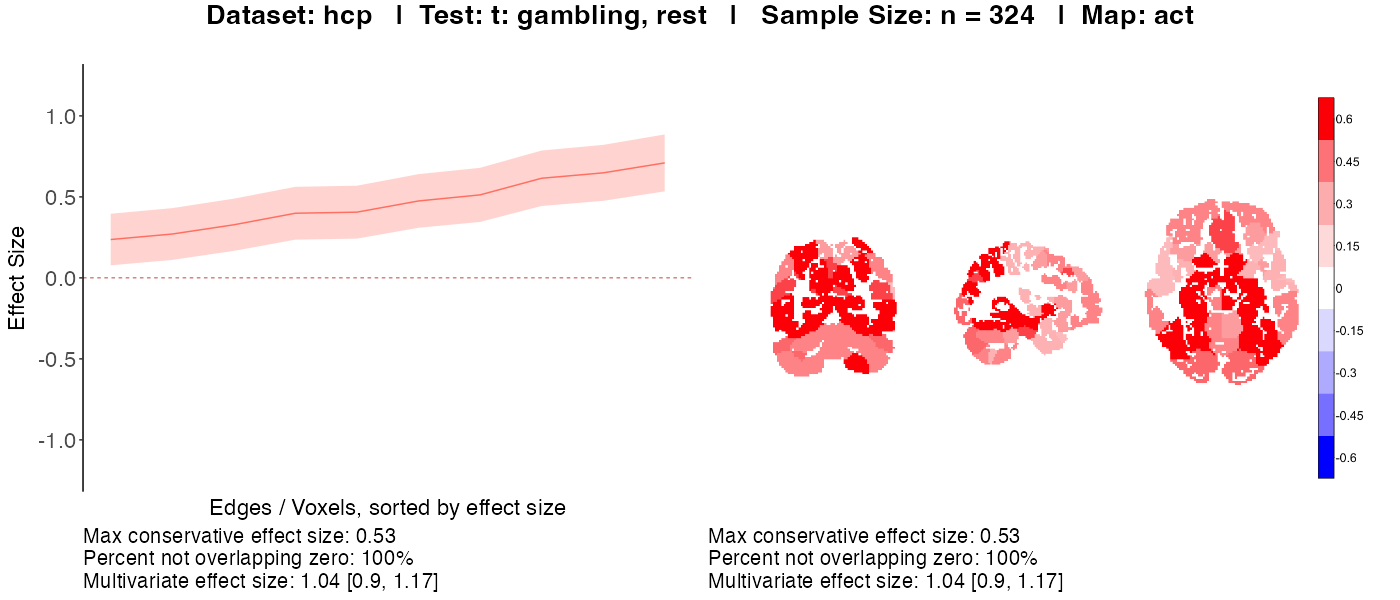 Dataset: hcp | Test: t: gambling, rest | Sample Size: n = 324 | Map: act
Effect Size
1.0
0.5
0.0
-0.5
-1.0
Edges / Voxels, sorted by effect size
Max conservative effect size: 0.53
Percent not overlapping zero: 100%
Multivariate effect size: 1.04 [0.9, 1.17]
0.6
0.45
0.3
0.15
0
-0.15
-0.3
-0.45
-0.6
Max conservative effect size: 0.53
Percent not overlapping zero: 100%
Multivariate effect size: 1.04 [0.9, 1.17]